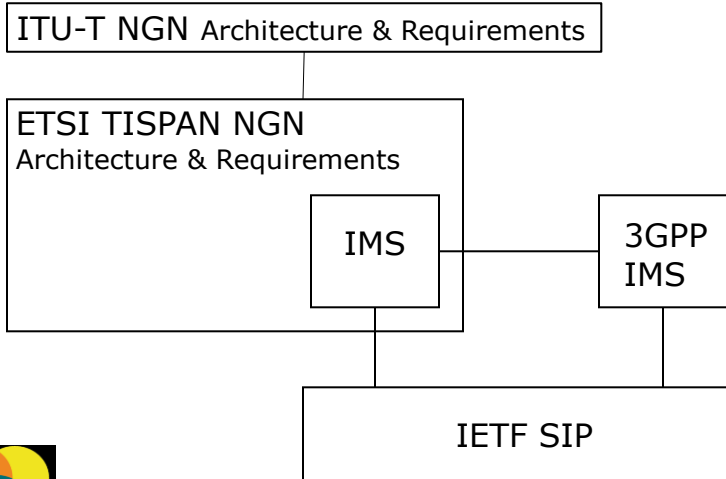 ITU-T NGN Architecture & Requirements
ETSI TISPAN NGN
Architecture & Requirements
IMS
3GPP
IMS
IETF SIP